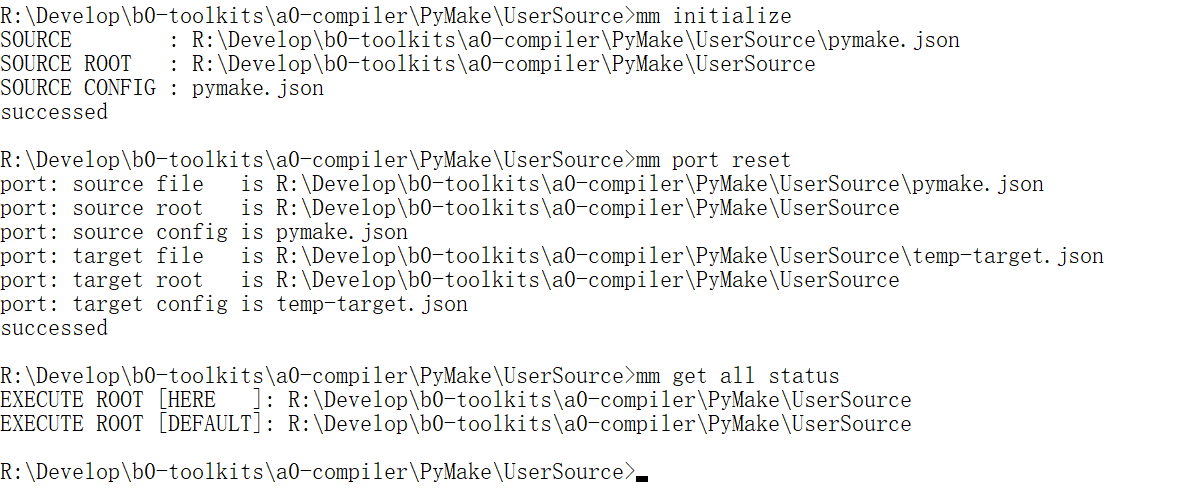 R:\Develop\b0-toolkits\a0-compiler\PyMake\UserSource>mm initialize
SOURCE        : R:\Develop\b0-toolkits\a0-compiler\PyMake\UserSource\pymake.json
SOURCE ROOT   : R:\Develop\b0-toolkits\a0-compiler\PyMake\UserSource
SOURCE CONFIG : pymake.json
successed
R:\Develop\b0-toolkits\a0-compiler\PyMake\UserSource>mm port reset
port: source file   is R:\Develop\b0-toolkits\a0-compiler\PyMake\UserSource\pymake.json
port: source root   is R:\Develop\b0-toolkits\a0-compiler\PyMake\UserSource
port: source config is pymake.json
port: target file   is R:\Develop\b0-toolkits\a0-compiler\PyMake\UserSource\temp-target.json
port: target root   is R:\Develop\b0-toolkits\a0-compiler\PyMake\UserSource
port: target config is temp-target.json
successed
R:\Develop\b0-toolkits\a0-compiler\PyMake\UserSource>mm get all status
EXECUTE ROOT [HERE   ]: R:\Develop\b0-toolkits\a0-compiler\PyMake\UserSource
EXECUTE ROOT [DEFAULT]: R:\Develop\b0-toolkits\a0-compiler\PyMake\UserSource
R:\Develop\b0-toolkits\a0-compiler\PyMake\UserSource>